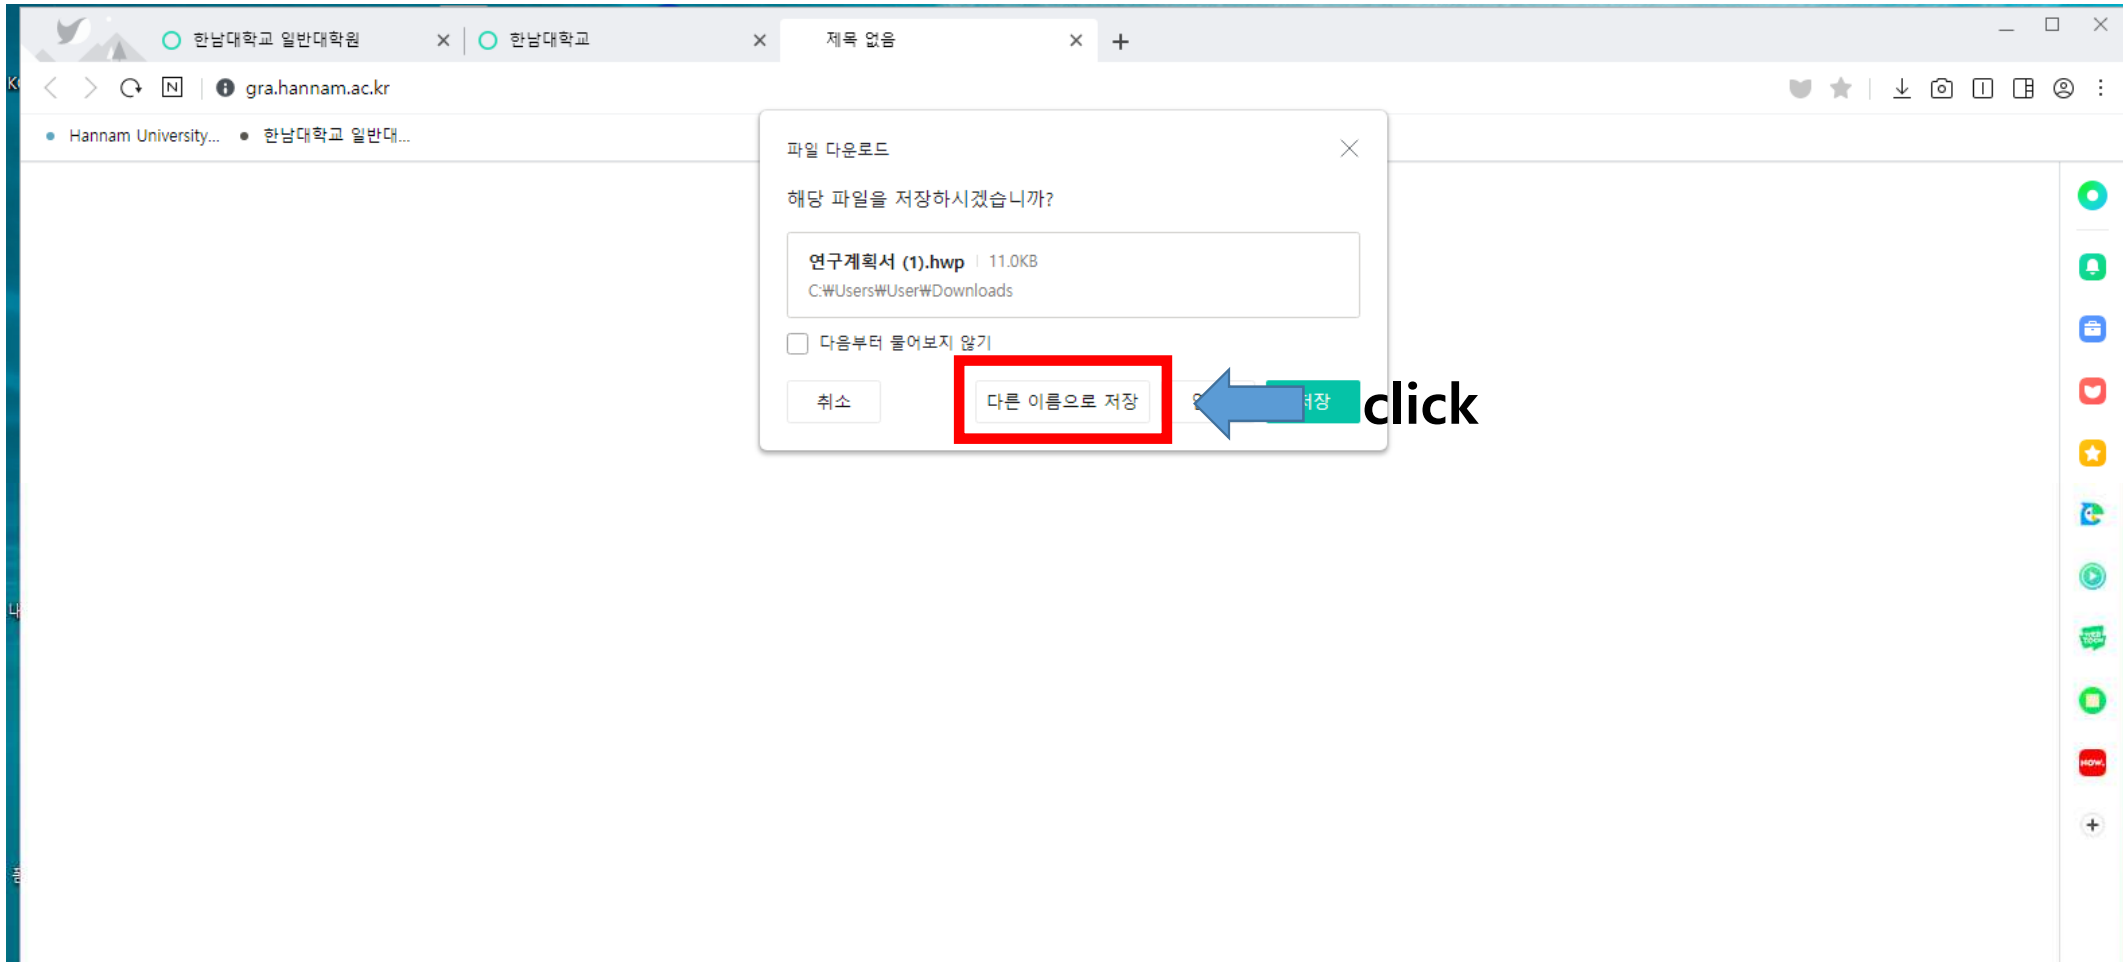 한남대학교 일반대학원
한남대학교
제목 없음
N gra.hannam.ac.kr
Hannam University... 한남대학교 일반대...
파일 다운로드
해당 파일을 저장하시겠습니까?
연구계획서 (1).hwp 11.0KB
C:₩Users₩User₩Downloads
다음부터 물어보지 않기
취소 다른 이름으로 저장 click
WEB
TOON
NOW.